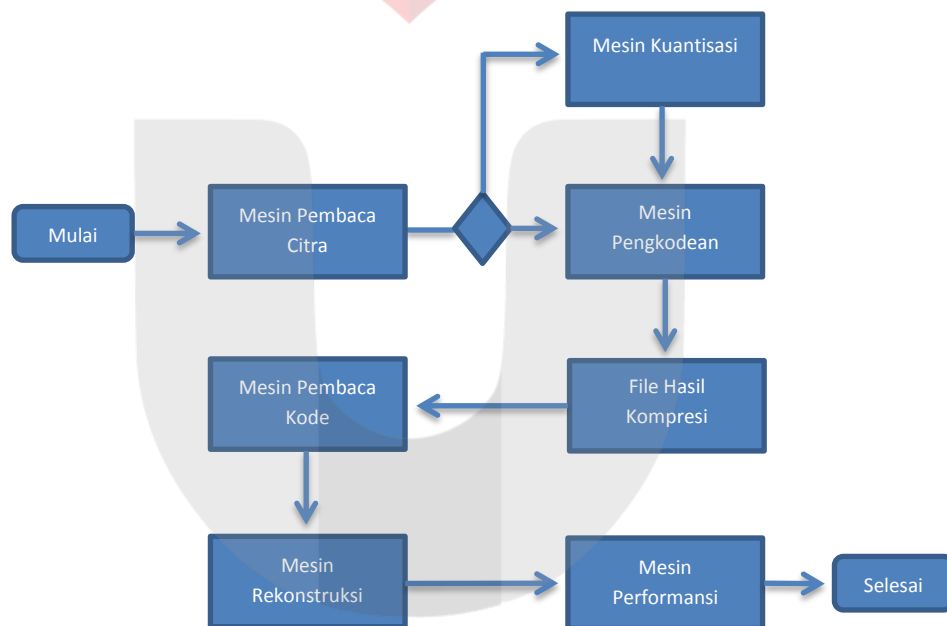 Mulai
Mesin Pembaca
Citra
Mesin Kuantisasi
Mesin
Pengkodean
File Hasil
Kompresi
Mesin Pembaca
Kode
Mesin
Rekonstruksi
Mesin
Performansi
Selesai